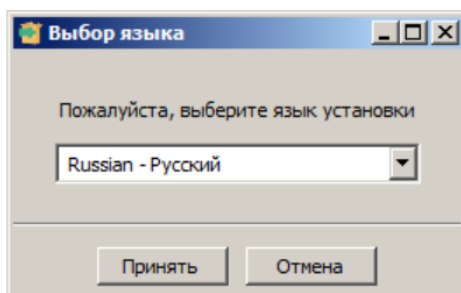 Выбор языка
Пожалуйста, выберите язык установки
Russian - Русский
Принять Отмена